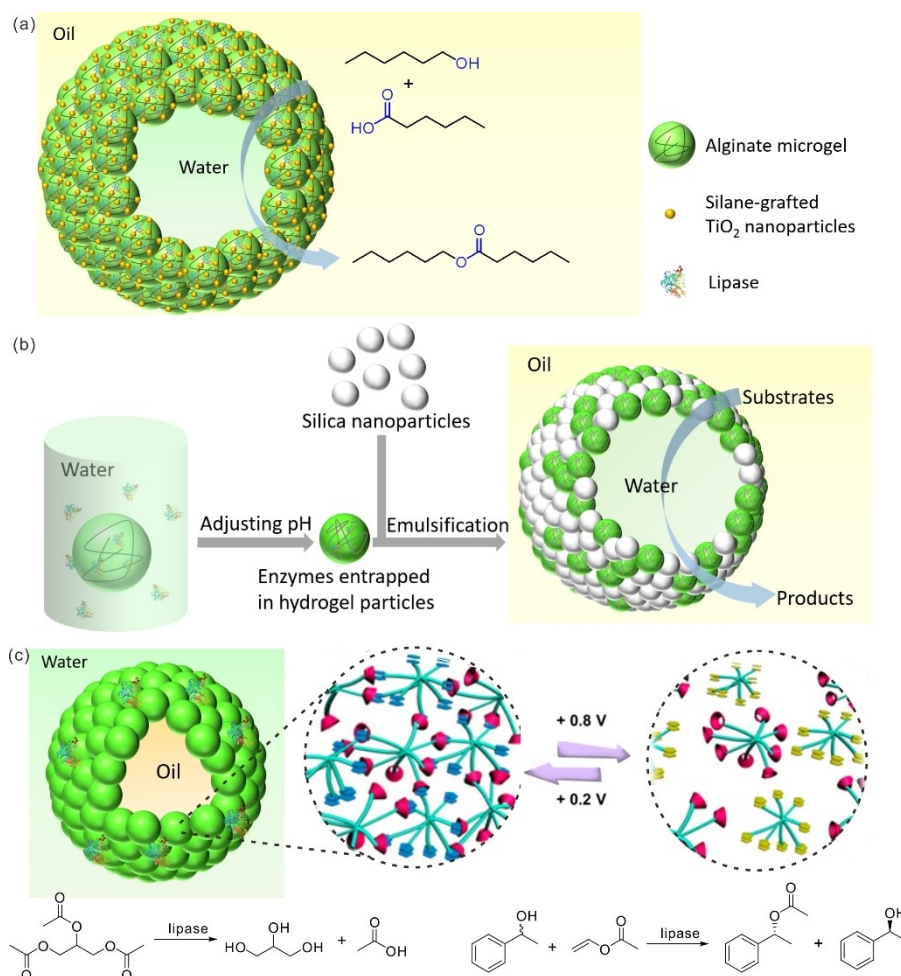 (a)
Oil
OH
+
O
HO
Water
O
O
Alginate microgel
Silane-grafted
TiO₂ nanoparticles
Lipase
(b)
Silica nanoparticles
Water
Adjusting pH
Emulsification
Enzymes entrapped
in hydrogel particles
Oil
Substrates
Water
Products
(c)
Water
Oil
+ 0.8 V
+ 0.2 V
O
O
O
O
O
O
lipase
OH
HO
OH
+
O
OH
OH
+
O
O
lipase
O
O
+
OH